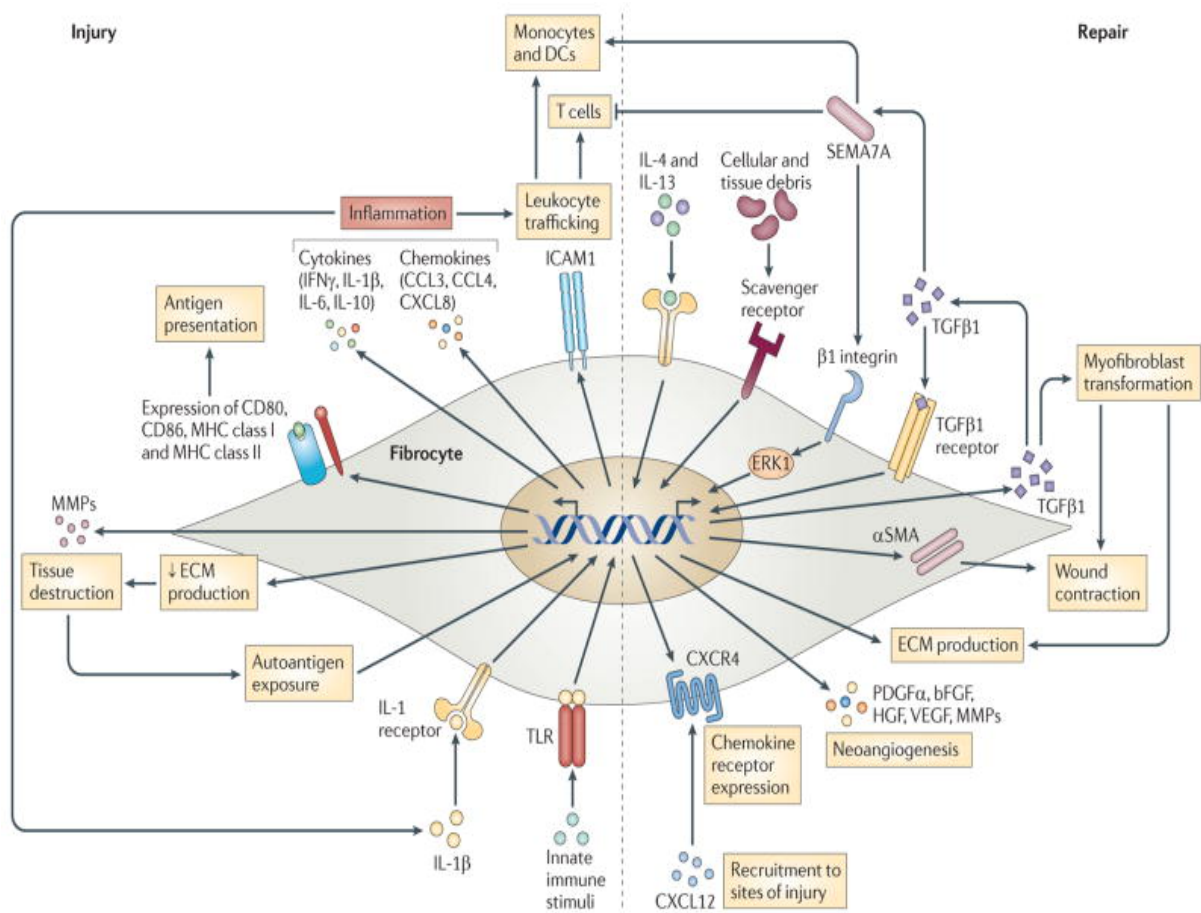 Injury
Repair
Monocytes
and DCs
T cells
SEMA7A
IL-4 and
IL-13
Cellular and
tissue debris
Inflammation
Leukocyte
trafficking
Cytokines
(IFNγ, IL-1β,
IL-6, IL-10)
Chemokines
(CCL3, CCL4,
CXCL8)
ICAM1
Scavenger
receptor
Antigen
presentation
TGFβ1
β1 integrin
Myofibroblast
transformation
Expression of CD80,
CD86, MHC class I
and MHC class II
Fibrocyte
ERK1
TGFβ1
receptor
TGFβ1
MMPs
αSMA
Tissue
destruction
↓ ECM
production
Wound
contraction
Autoantigen
exposure
ECM production
IL-1
receptor
TLR
CXCR4
PDGFα, bFGF,
HGF, VEGF, MMPs
Neoangiogenesis
Chemokine
receptor
expression
IL-1β
Innate
immune
stimuli
CXCL12
Recruitment to
sites of injury